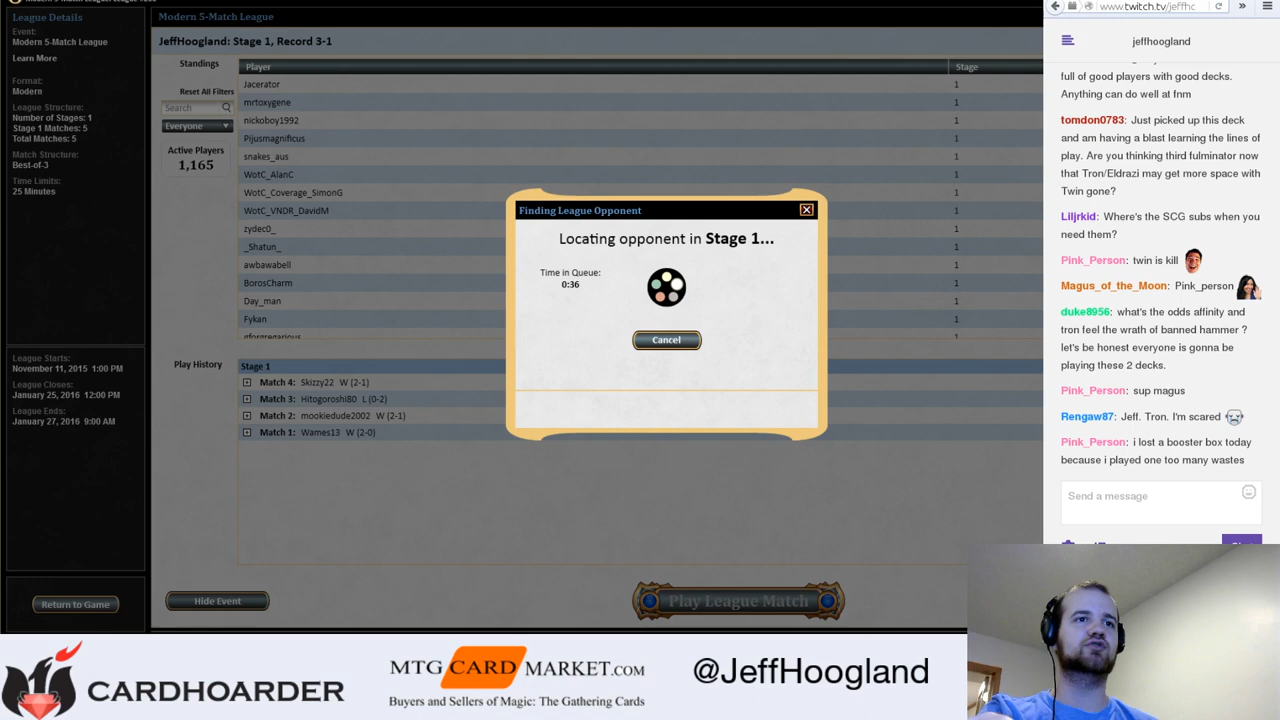 League Details
Event:
Modern 5-Match League
Learn More
Format:
Modern
League Structure:
Number of Stages: 1
Stage 1 Matches: 5
Total Matches: 5
Match Structure:
Best-of-3
Time Limits:
25 Minutes
League Starts:
November 11, 2015 1:00 PM
League Closes:
January 25, 2016 12:00 PM
League Ends:
January 27, 2016 9:00 AM
Return to Game
Modern 5-Match League
JeffHoogland: Stage 1, Record 3-1
Standings
Reset All Filters
Search
Everyone
Active Players
1,165
Player Stage
Jacerator 1
mrtoxygene 1
nickoboy1992 1
Pijusmagnificus 1
snakes_aus 1
WotC_AlanC 1
WotC_Coverage_SimonG 1
WotC_VNDR_DavidM 1
zydec0_ 1
_Shatun_ 1
awbawabell 1
BorosCharm 1
Day_man 1
Fykan 1
gforgregarious 1
Play History
Stage 1
Match 4: Skizzy22 W (2-1)
Match 3: Hitogoroshi80 L (0-2)
Match 2: mookiedude2002 W (2-1)
Match 1: Wames13 W (2-0)
Hide Event
Play League Match
Finding League Opponent
Locating opponent in Stage 1...
Time in Queue:
0:36
Cancel
www.twitch.tv/jeffhc
jeffhoogland
full of good players with good decks.
Anything can do well at fnm
tomdon0783: Just picked up this deck
and am having a blast learning the lines of
play. Are you thinking third fulminator now
that Tron/Eldrazi may get more space with
Twin gone?
Liljrkid: Where's the SCG subs when you
need them?
Pink_Person: twin is kill
Magus_of_the_Moon: Pink_person
duke8956: what's the odds affinity and
tron feel the wrath of banned hammer ?
let's be honest everyone is gonna be
playing these 2 decks.
Pink_Person: sup magus
Rengaw87: Jeff. Tron. I'm scared
Pink_Person: i lost a booster box today
because i played one too many wastes
Send a message
CARDHOARDER
MTG CARD MARKET.COM
Buyers and Sellers of Magic: The Gathering Cards
@JeffHoogland